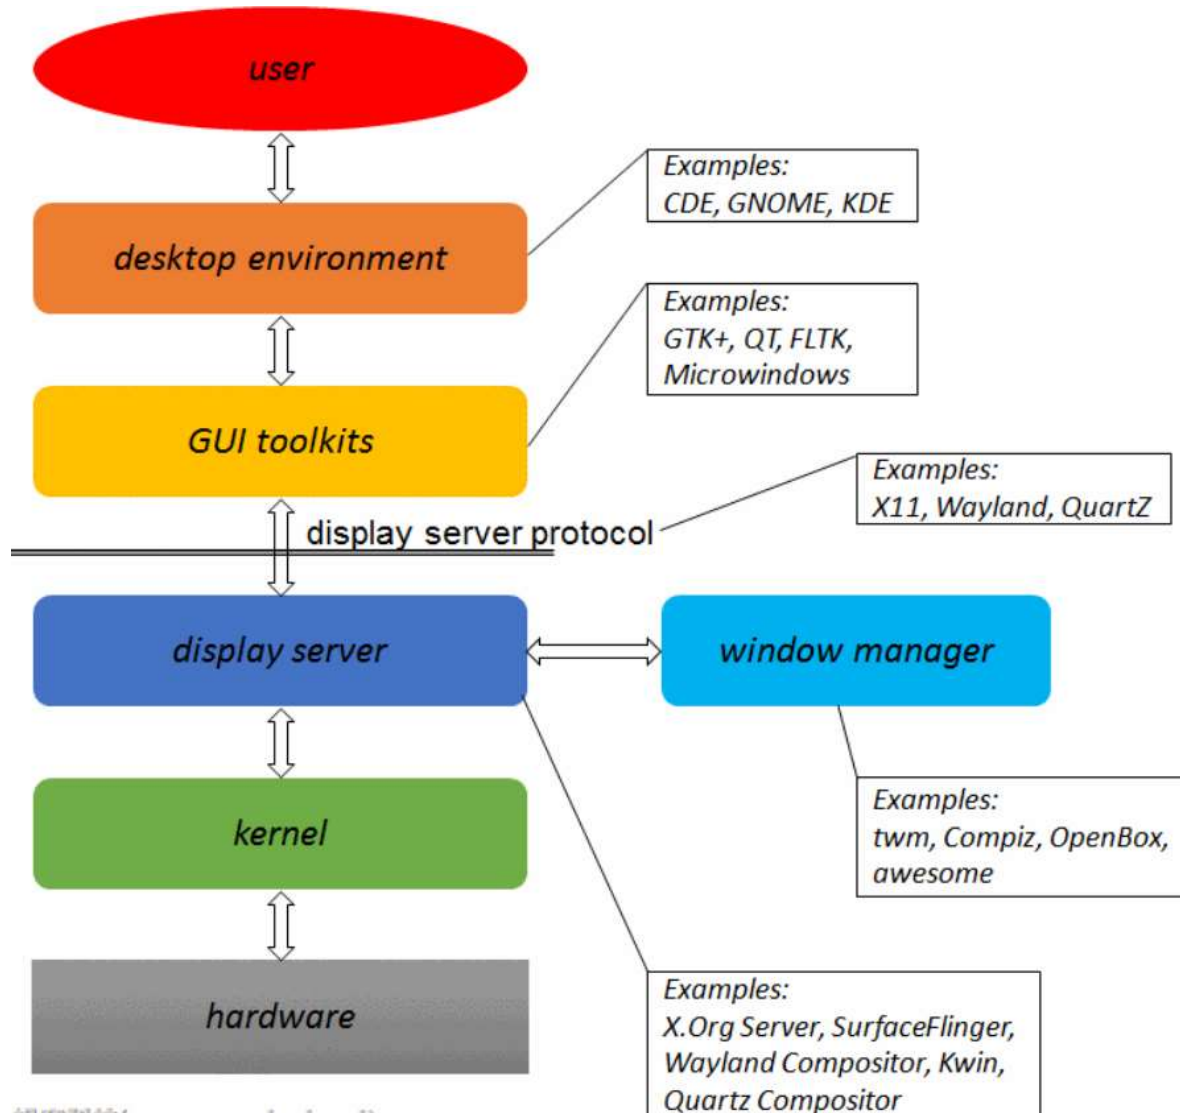 user
Examples:
CDE, GNOME, KDE
desktop environment
Examples:
GTK+, QT, FLTK,
Microwindows
GUI toolkits
Examples:
X11, Wayland, QuartZ
display server protocol
display server
window manager
Examples:
twm, Compiz, OpenBox,
awesome
kernel
Examples:
X.Org Server, SurfaceFlinger,
Wayland Compositor, Kwin,
Quartz Compositor
hardware